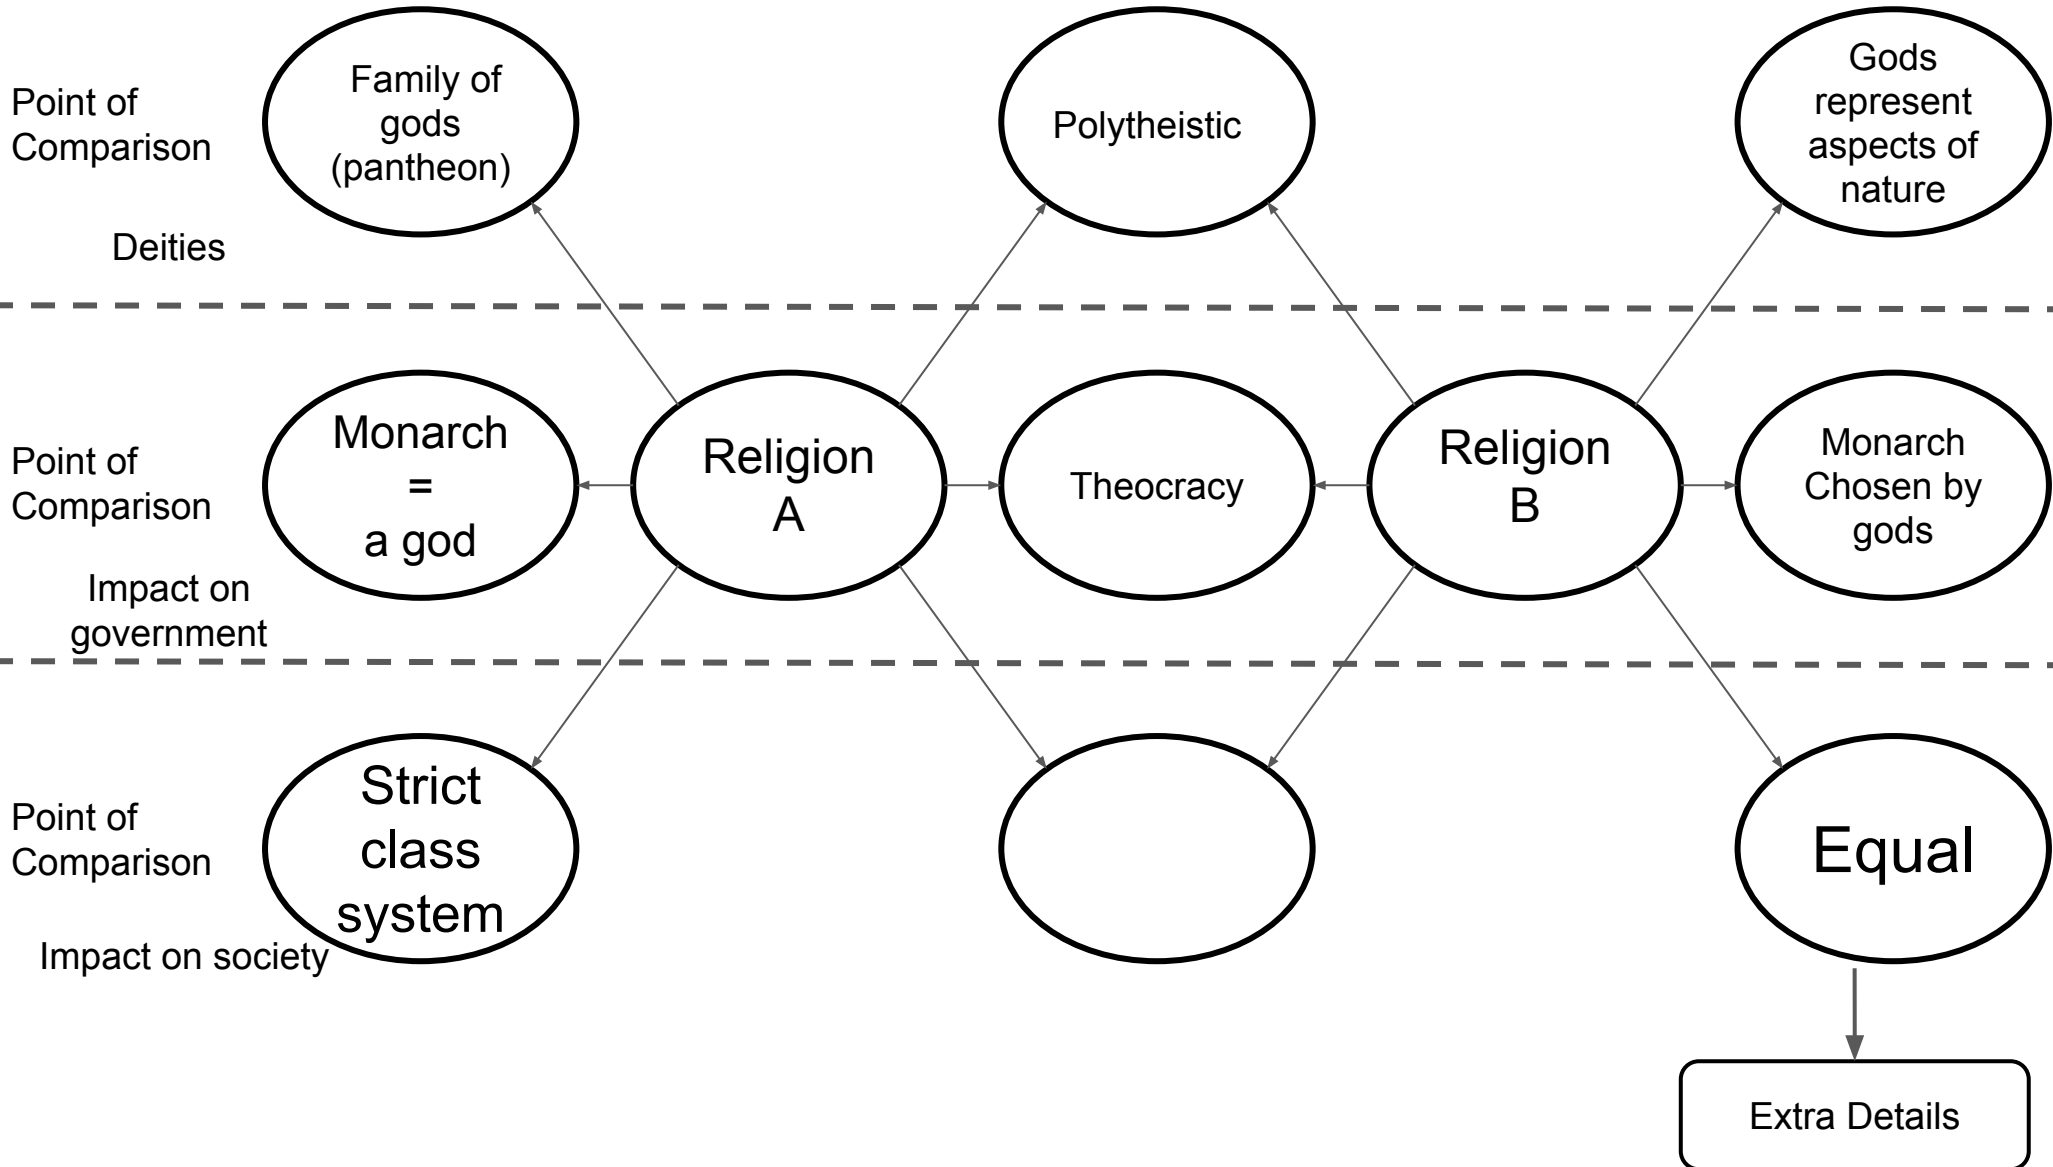 Point of
Comparison
Deities
Family of
gods
(pantheon)
Polytheistic
Gods
represent
aspects of
nature
Point of
Comparison
Impact on
government
Monarch
=
a god
Religion
A
Theocracy
Religion
B
Monarch
Chosen by
gods
Point of
Comparison
Impact on society
Strict
class
system
Equal
Extra Details